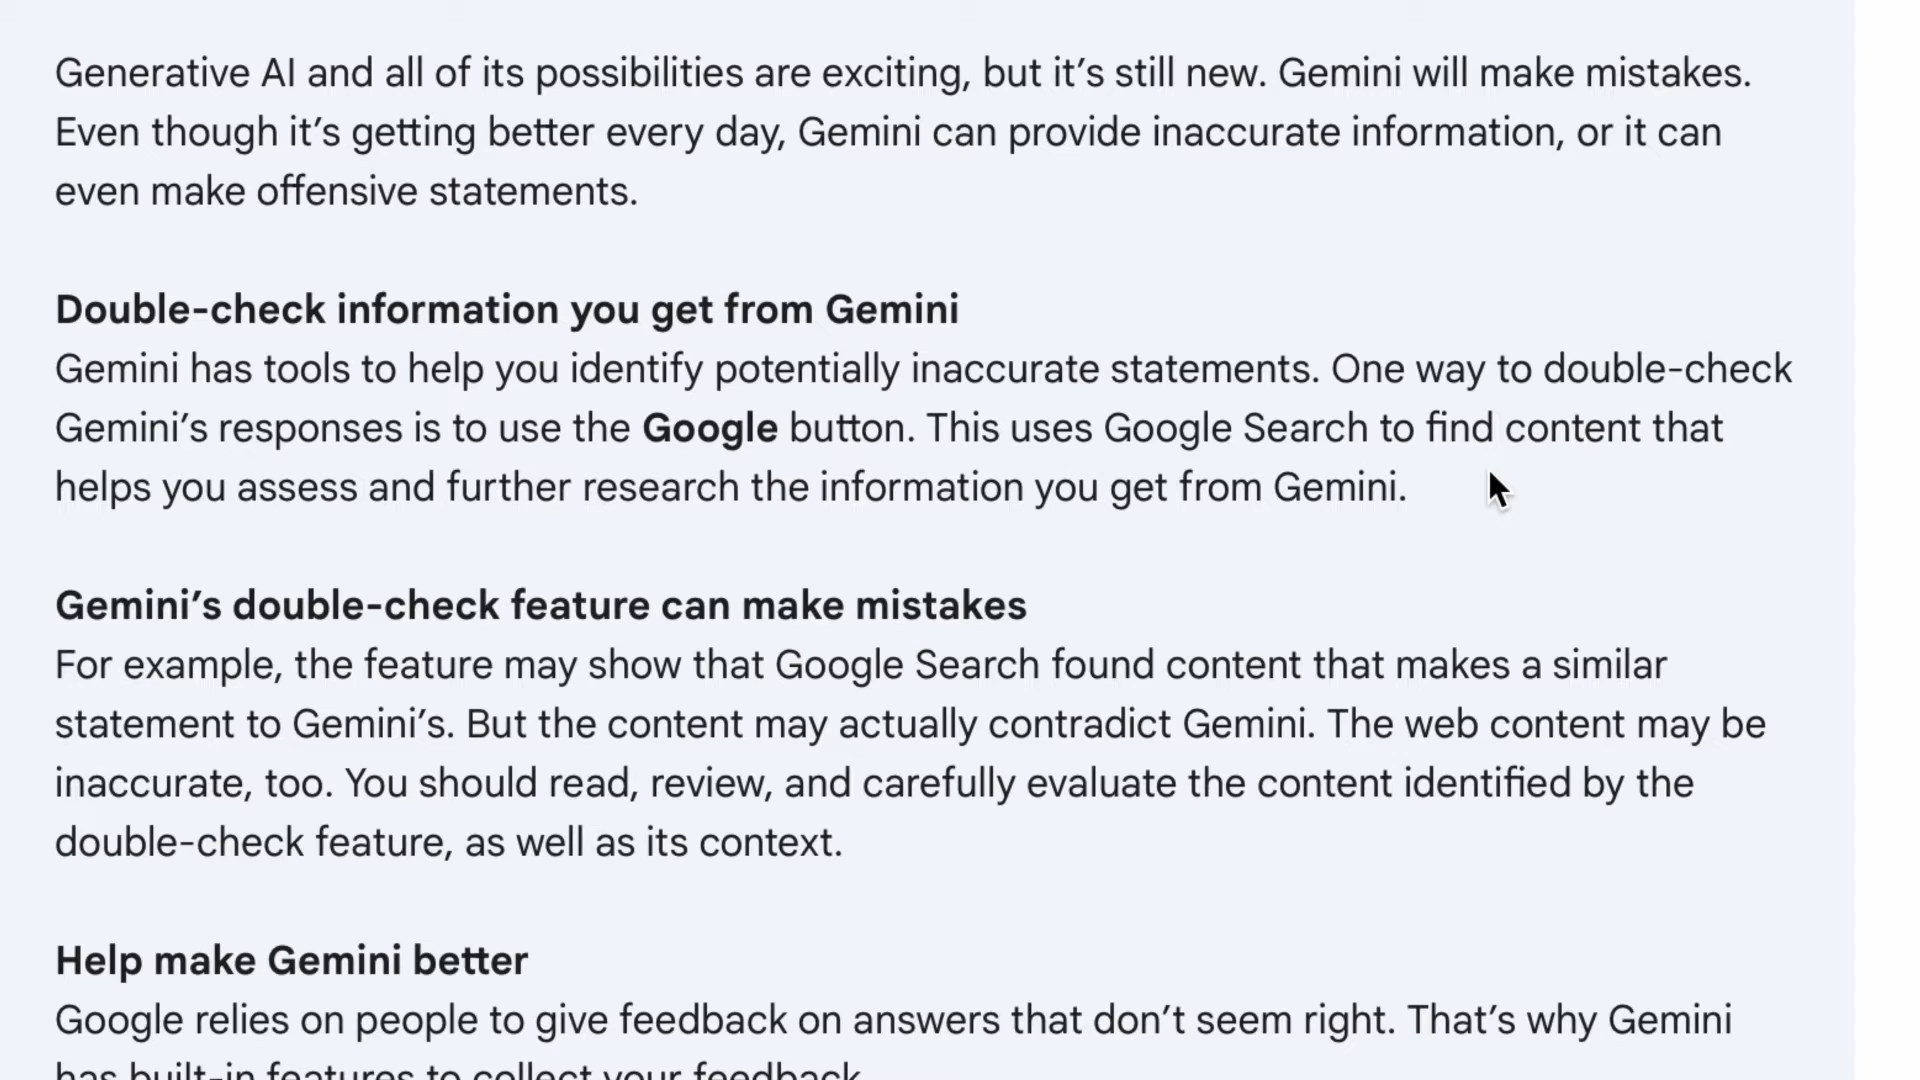 Generative AI and all of its possibilities are exciting, but it’s still new. Gemini will make mistakes.
Even though it’s getting better every day, Gemini can provide inaccurate information, or it can
even make offensive statements.
Double-check information you get from Gemini
Gemini has tools to help you identify potentially inaccurate statements. One way to double-check
Gemini’s responses is to use the Google button. This uses Google Search to find content that
helps you assess and further research the information you get from Gemini.
Gemini’s double-check feature can make mistakes
For example, the feature may show that Google Search found content that makes a similar
statement to Gemini’s. But the content may actually contradict Gemini. The web content may be
inaccurate, too. You should read, review, and carefully evaluate the content identified by the
double-check feature, as well as its context.
Help make Gemini better
Google relies on people to give feedback on answers that don’t seem right. That’s why Gemini
has built-in features to collect your feedback.